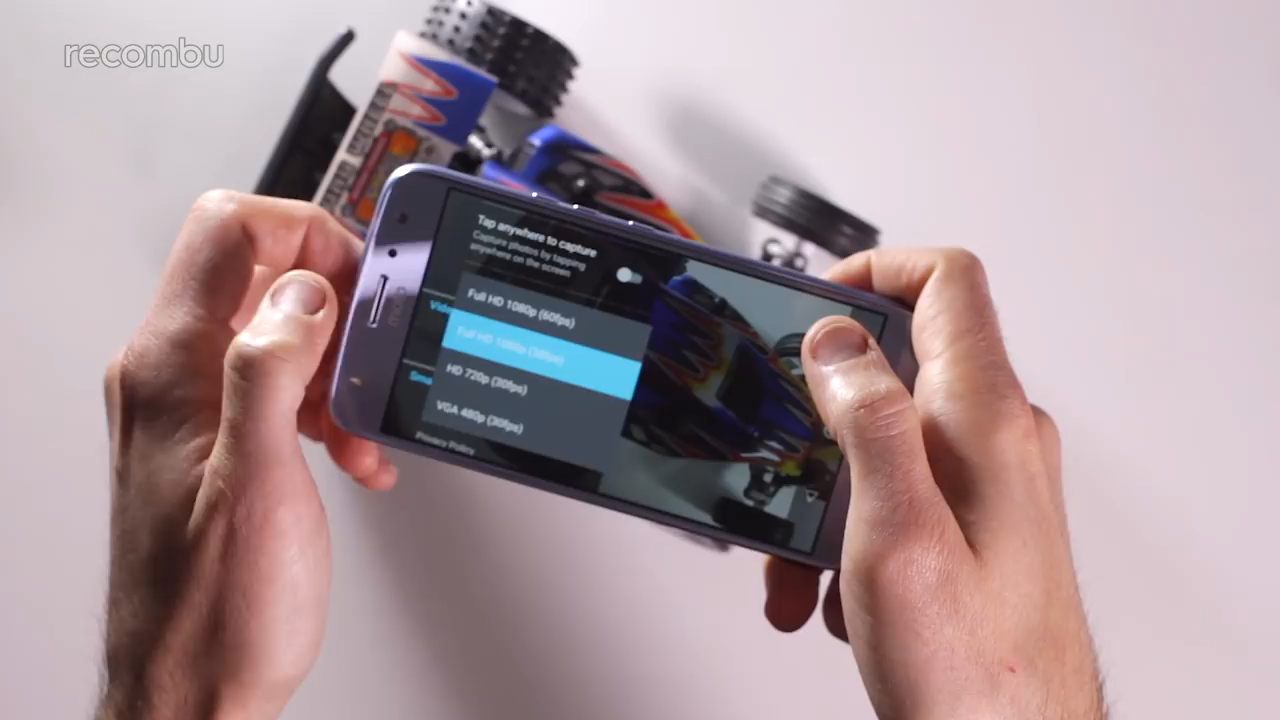 recombu
Tap anywhere to capture
Capture photos by tapping
anywhere on the screen
Full HD 1080p (60fps)
Full HD 1080p (30fps)
HD 720p (30fps)
VGA 480p (30fps)
Privacy Policy
moto